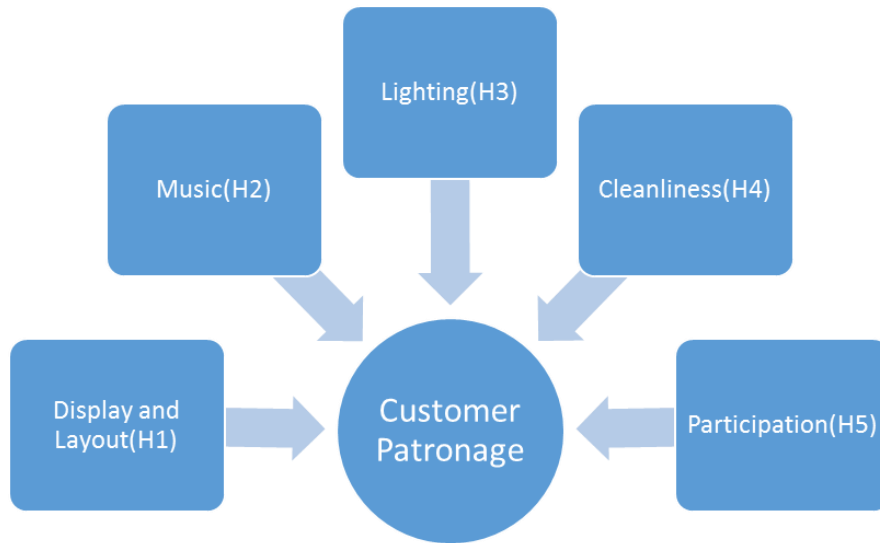 Lighting(H3)
Music(H2)
Cleanliness(H4)
Display and
Layout(H1)
Customer
Patronage
Participation(H5)